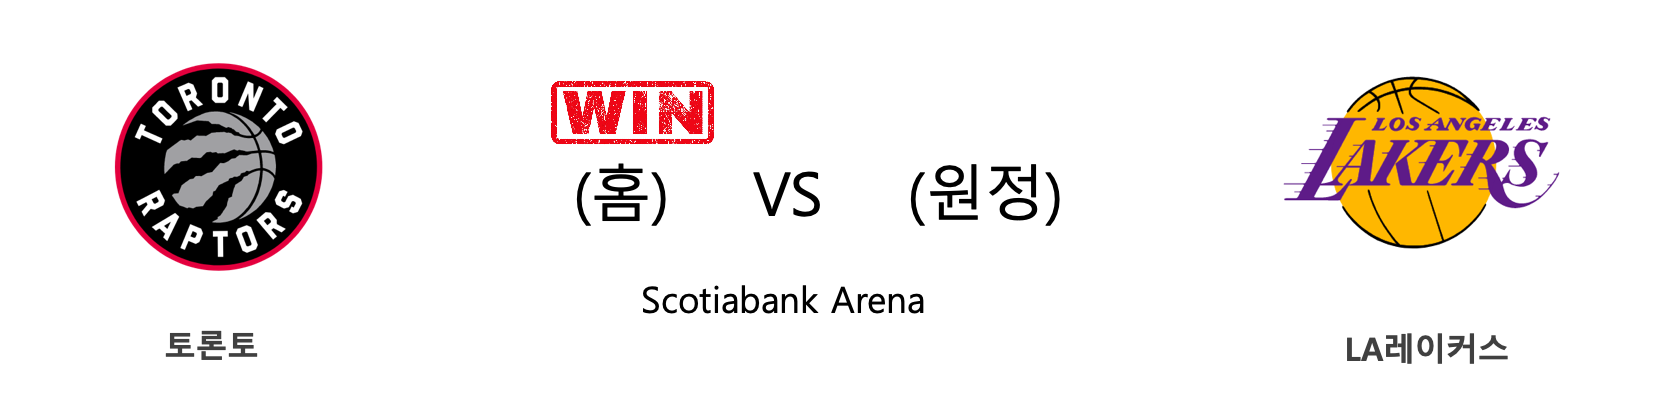 TORONTO
RAPTORS
WIN
(홈) VS (원정)
Scotiabank Arena
토론토
LOS ANGELES
LAKERS
LA레이커스